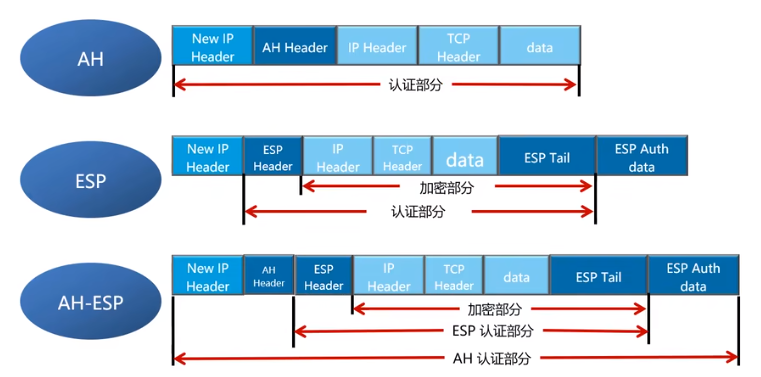 AH
New IP Header
AH Header
IP Header
TCP Header
data
认证部分
ESP
New IP Header
ESP Header
IP Header
TCP Header
data
ESP Tail
ESP Auth data
加密部分
认证部分
AH-ESP
New IP Header
AH Header
ESP Header
IP Header
TCP Header
data
ESP Tail
ESP Auth data
加密部分
ESP 认证部分
AH 认证部分